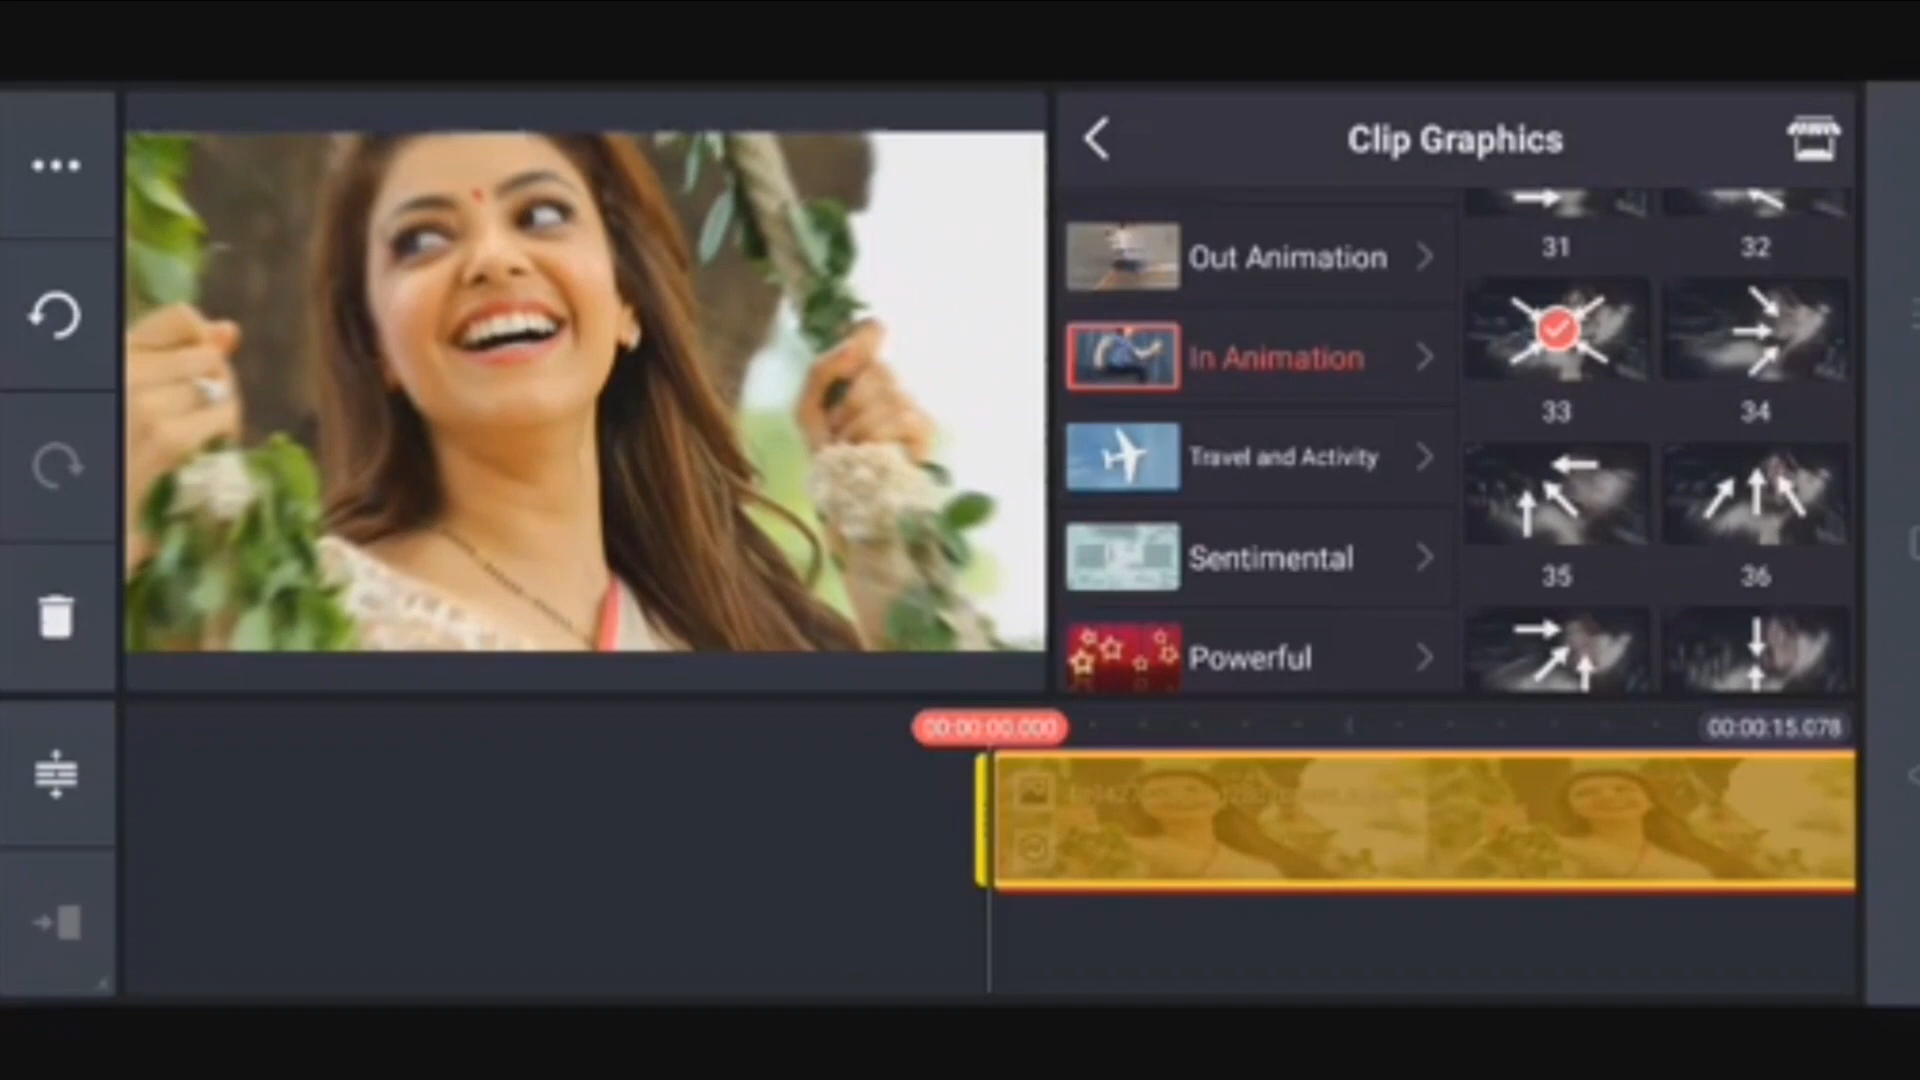 Clip Graphics
Out Animation
In Animation
Travel and Activity
Sentimental
Powerful
31
32
33
34
35
36
00:00:00.000
00:00:15.078